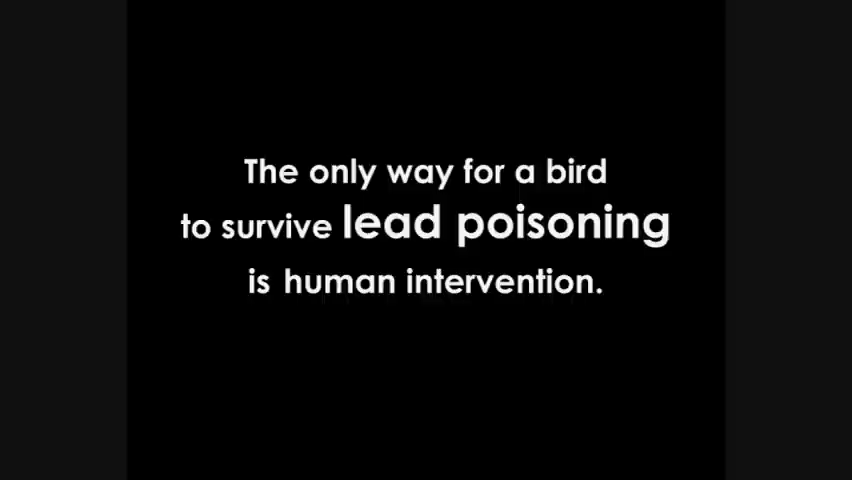 The only way for a bird
to survive lead poisoning
is human intervention.